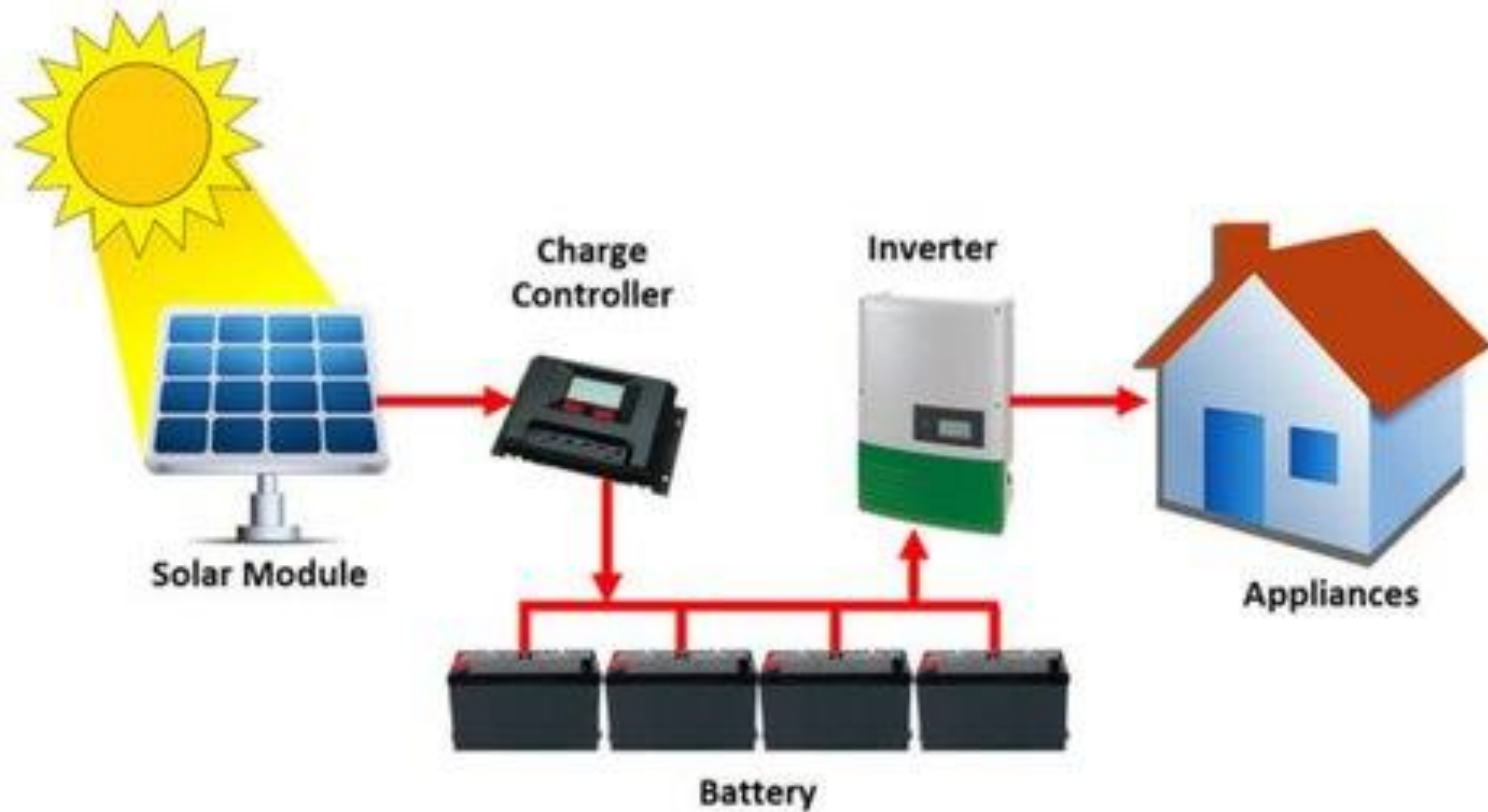 Charge
Controller
Inverter
Solar Module
Appliances
Battery